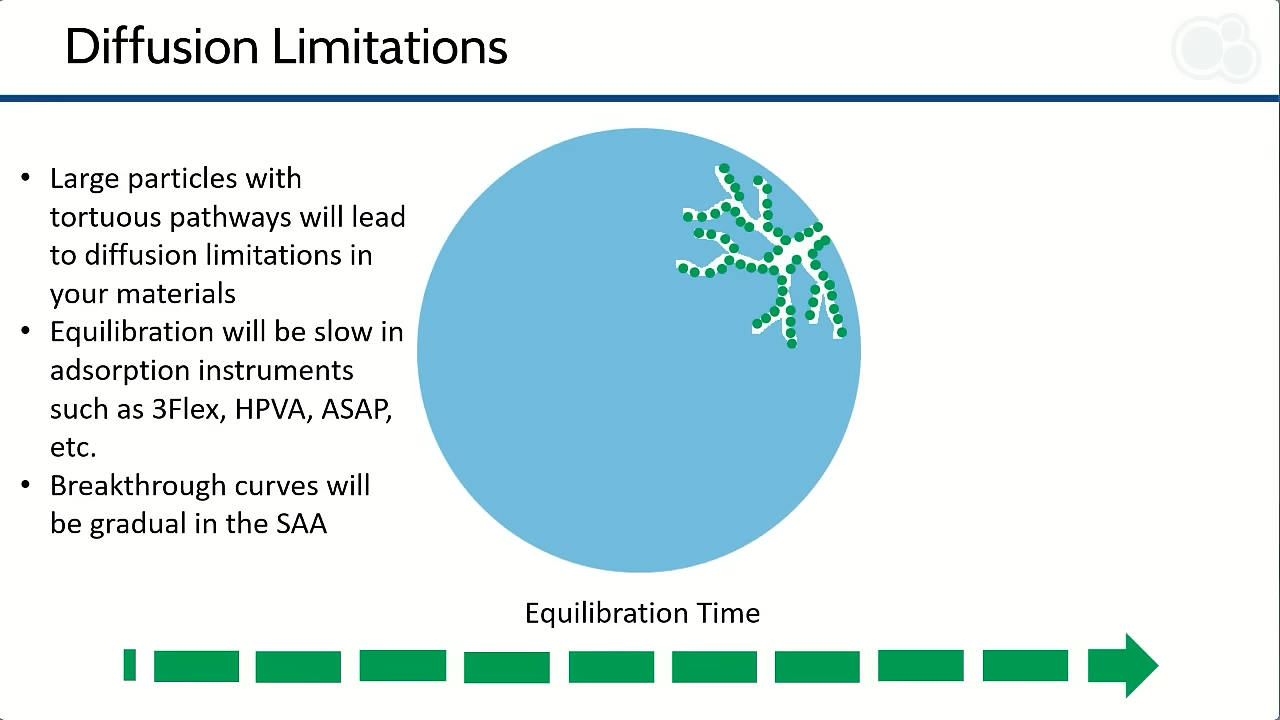 Diffusion Limitations
• Large particles with
tortuous pathways will lead
to diffusion limitations in
your materials
• Equilibration will be slow in
adsorption instruments
such as 3Flex, HPVA, ASAP,
etc.
• Breakthrough curves will
be gradual in the SAA
Equilibration Time